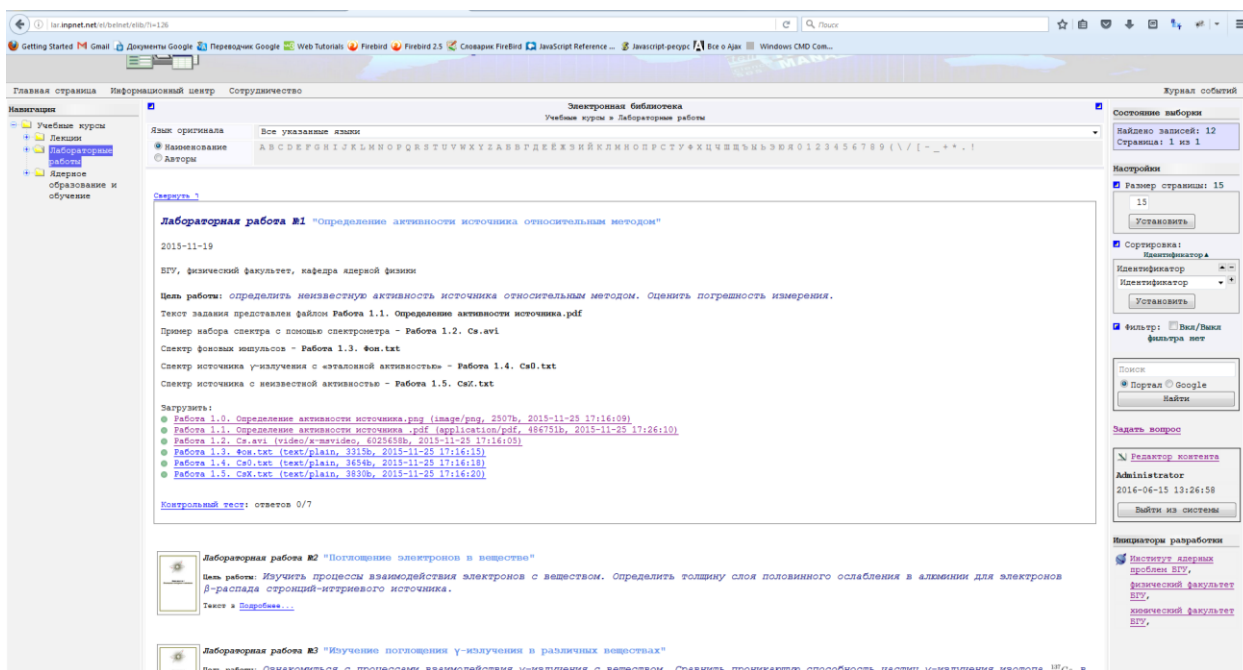 iar.inpnet.net/el/belnet/elib/?i=126
Поиск
Getting Started M Gmail Документы Google Переводчик Google Web Tutorials Firebird Firebird 2.5 Словарик FireBird JavaScript Reference ... Javascript-ресурс Все о Ajax Windows CMD Com...
Главная страница Информационный центр Сотрудничество Журнал событий
Навигация
Учебные курсы
Лекции
Лабораторные
работы
Ядерное
образование и
обучение
Электронная библиотека
Учебные курсы » Лабораторные работы
Язык оригинала Все указанные языки
Наименование
Авторы
A B C D E F G H I J K L M N O P Q R S T U V W X Y Z А Б В Г Д Е Ё Ж З И Й К Л М Н О П Р С Т У Ф Х Ц Ч Ш Щ Ъ Ы Ь Э Ю Я 0 1 2 3 4 5 6 7 8 9 ( \ / [ - _ + * . !
Свернуть ↰
Лабораторная работа №1 "Определение активности источника относительным методом"
2015-11-19
БГУ, физический факультет, кафедра ядерной физики
Цель работы: определить неизвестную активность источника относительным методом. Оценить погрешность измерения.
Текст задания представлен файлом Работа 1.1. Определение активности источника.pdf
Пример набора спектра с помощью спектрометра – Работа 1.2. Cs.avi
Спектр фоновых импульсов – Работа 1.3. Фон.txt
Спектр источника γ-излучения с «эталонной активностью» – Работа 1.4. Cs0.txt
Спектр источника с неизвестной активностью – Работа 1.5. CsX.txt
Загрузить:
Работа 1.0. Определение активности источника.png (image/png, 2507b, 2015-11-25 17:16:09)
Работа 1.1. Определение активности источника .pdf (application/pdf, 486751b, 2015-11-25 17:26:10)
Работа 1.2. Cs.avi (video/x-msvideo, 6025658b, 2015-11-25 17:16:05)
Работа 1.3. Фон.txt (text/plain, 3315b, 2015-11-25 17:16:15)
Работа 1.4. Cs0.txt (text/plain, 3654b, 2015-11-25 17:16:18)
Работа 1.5. CsX.txt (text/plain, 3830b, 2015-11-25 17:16:20)
Контрольный тест: ответов 0/7
Лабораторная работа №2 "Поглощение электронов в веществе"
Цель работы: Изучить процессы взаимодействия электронов с веществом. Определить толщину слоя половинного ослабления в алюминии для электронов
β-распада стронций-иттриевого источника.
Текст з Подробнее...
Лабораторная работа №3 "Изучение поглощения γ-излучения в различных веществах"
Цель работы: Ознакомиться с процессами взаимодействия γ-излучения с веществом. Сравнить проникающую способность частиц γ-излучения изотопа ¹³⁷Cs в
Состояние выборки
Найдено записей: 12
Страница: 1 из 1
Настройки
Размер страницы: 15
15
Установить
Сортировка:
Идентификатор▲
Идентификатор
Идентификатор
Установить
Фильтр: Вкл/Выкл
фильтра нет
Поиск
Портал Google
Найти
Задать вопрос
Редактор контента
Administrator
2016-06-15 13:26:58
Выйти из системы
Инициаторы разработки
Институт ядерных
проблем БГУ,
физический факультет
БГУ,
химический факультет
БГУ,